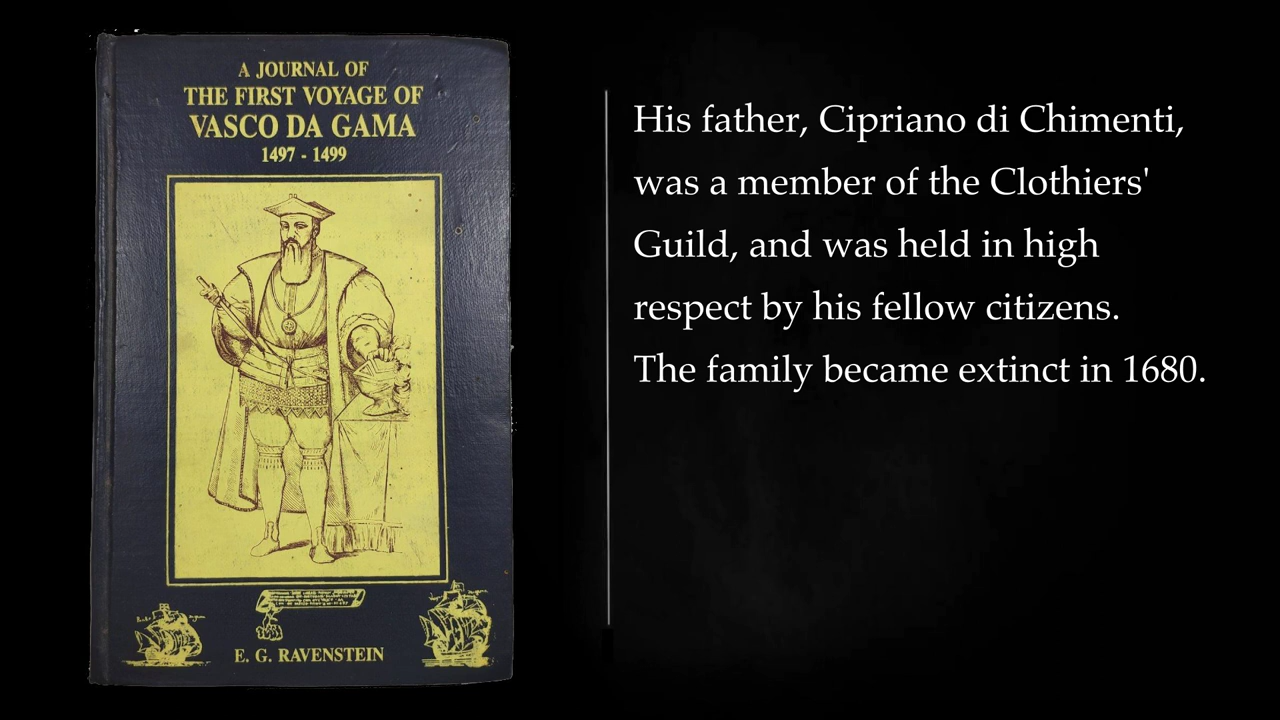 A JOURNAL OF
THE FIRST VOYAGE OF
VASCO DA GAMA
1497 - 1499
E. G. RAVENSTEIN
His father, Cipriano di Chimenti,
was a member of the Clothiers'
Guild, and was held in high
respect by his fellow citizens.
The family became extinct in 1680.